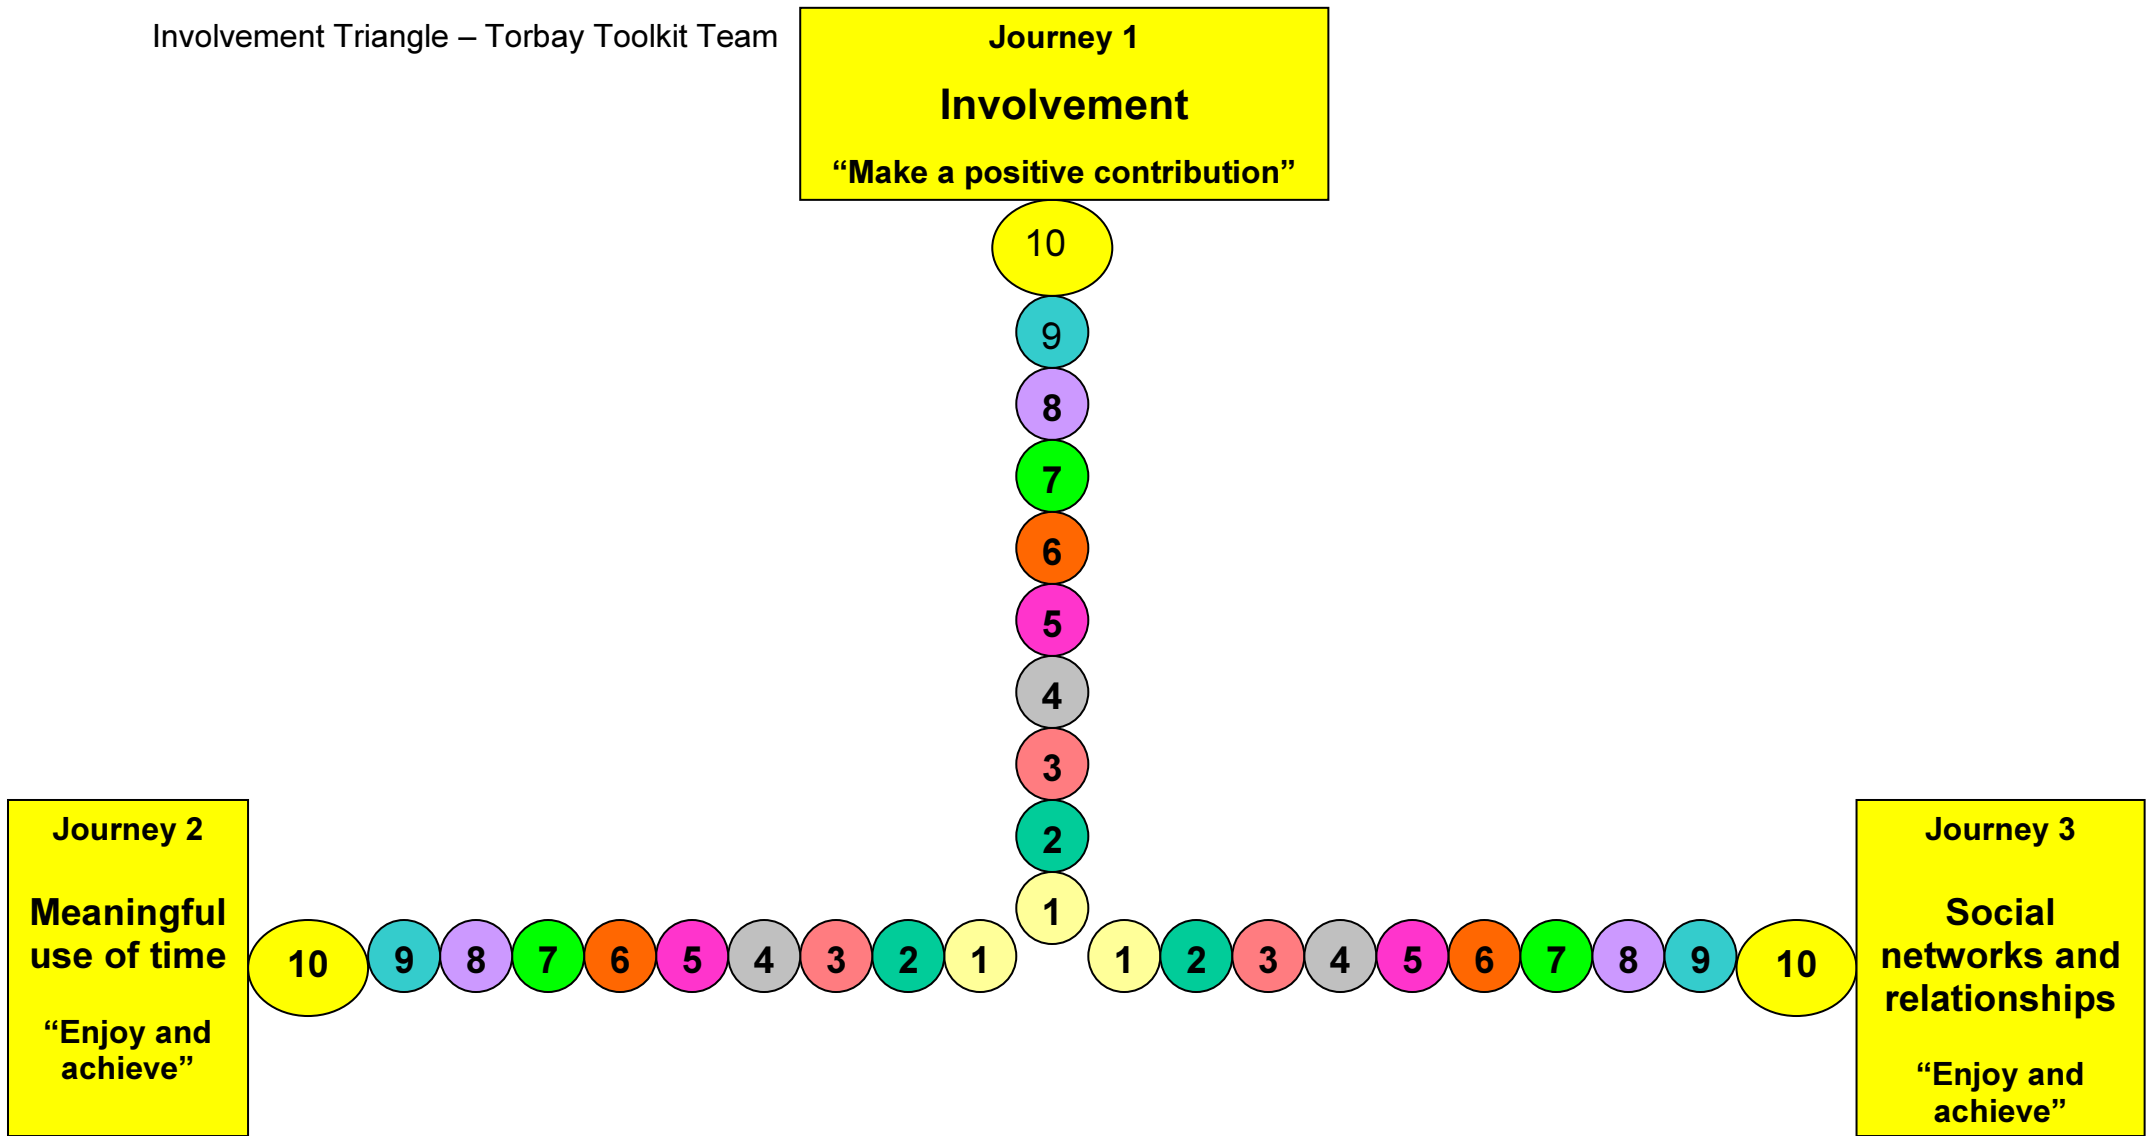 Involvement Triangle – Torbay Toolkit Team
Journey 1
Involvement
“Make a positive contribution”
10
9
8
7
6
5
4
3
2
1
Journey 2
Meaningful
use of time
“Enjoy and
achieve”
10 9 8 7 6 5 4 3 2 1
1 2 3 4 5 6 7 8 9 10
Journey 3
Social
networks and
relationships
“Enjoy and
achieve”